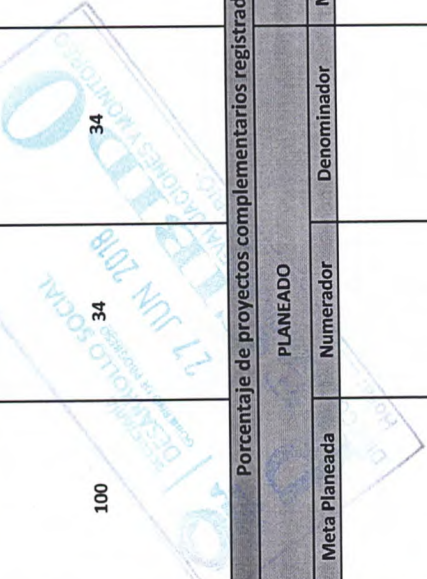 100 34 34
Porcentaje de proyectos complementarios registrad
PLANEADO
Meta Planeada Numerador Denominador
DESARROLLO SOCIAL
27 JUN 2018